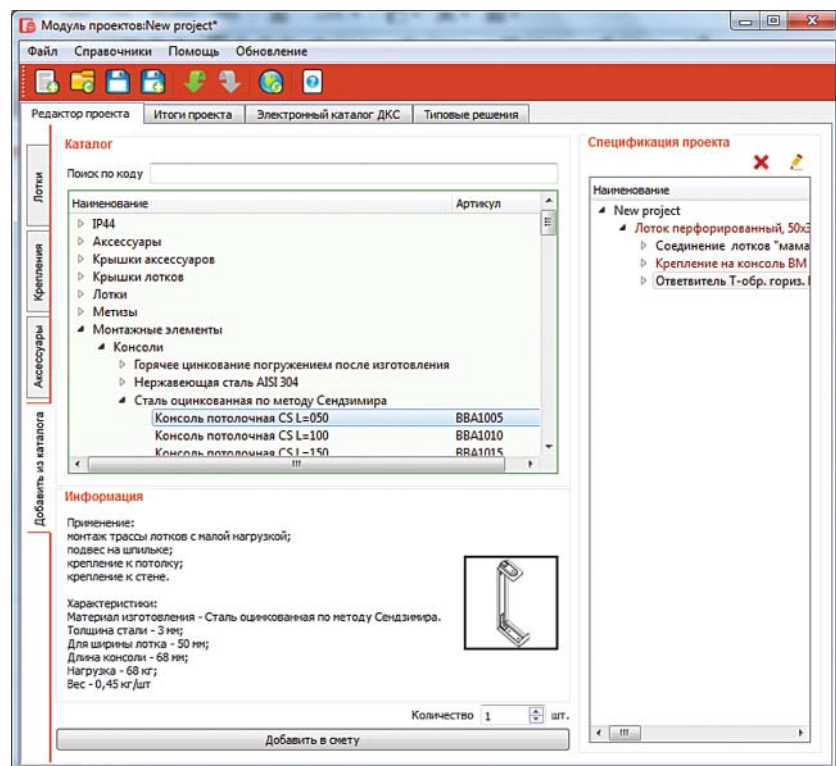 Модуль проектов:New project*
Файл Справочники Помощь Обновление
Редактор проекта Итоги проекта Электронный каталог ДКС Типовые решения
Лотки
Крепления
Аксессуары
Добавить из каталога
Каталог
Поиск по коду
Наименование Артикул
IP44
Аксессуары
Крышки аксессуаров
Крышки лотков
Лотки
Метизы
Монтажные элементы
Консоли
Горячее цинкование погружением после изготовления
Нержавеющая сталь AISI 304
Сталь оцинкованная по методу Сендзимира
Консоль потолочная CS L=050 BBA1005
Консоль потолочная CS L=100 BBA1010
Консоль потолочная CS L=150 BBA1015
Информация
Применение:
монтаж трассы лотков с малой нагрузкой;
подвес на шпильке;
крепление к потолку;
крепление к стене.
Характеристики:
Материал изготовления - Сталь оцинкованная по методу Сендзимира.
Толщина стали - 3 мм;
Для ширины лотка - 50 мм;
Длина консоли - 68 мм;
Нагрузка - 68 кг;
Вес - 0,45 кг/шт
Количество 1 шт.
Добавить в смету
Спецификация проекта
Наименование
New project
Лоток перфорированный, 50x3
Соединение лотков "мама
Крепление на консоль ВМ
Ответвитель Т-обр. гориз.